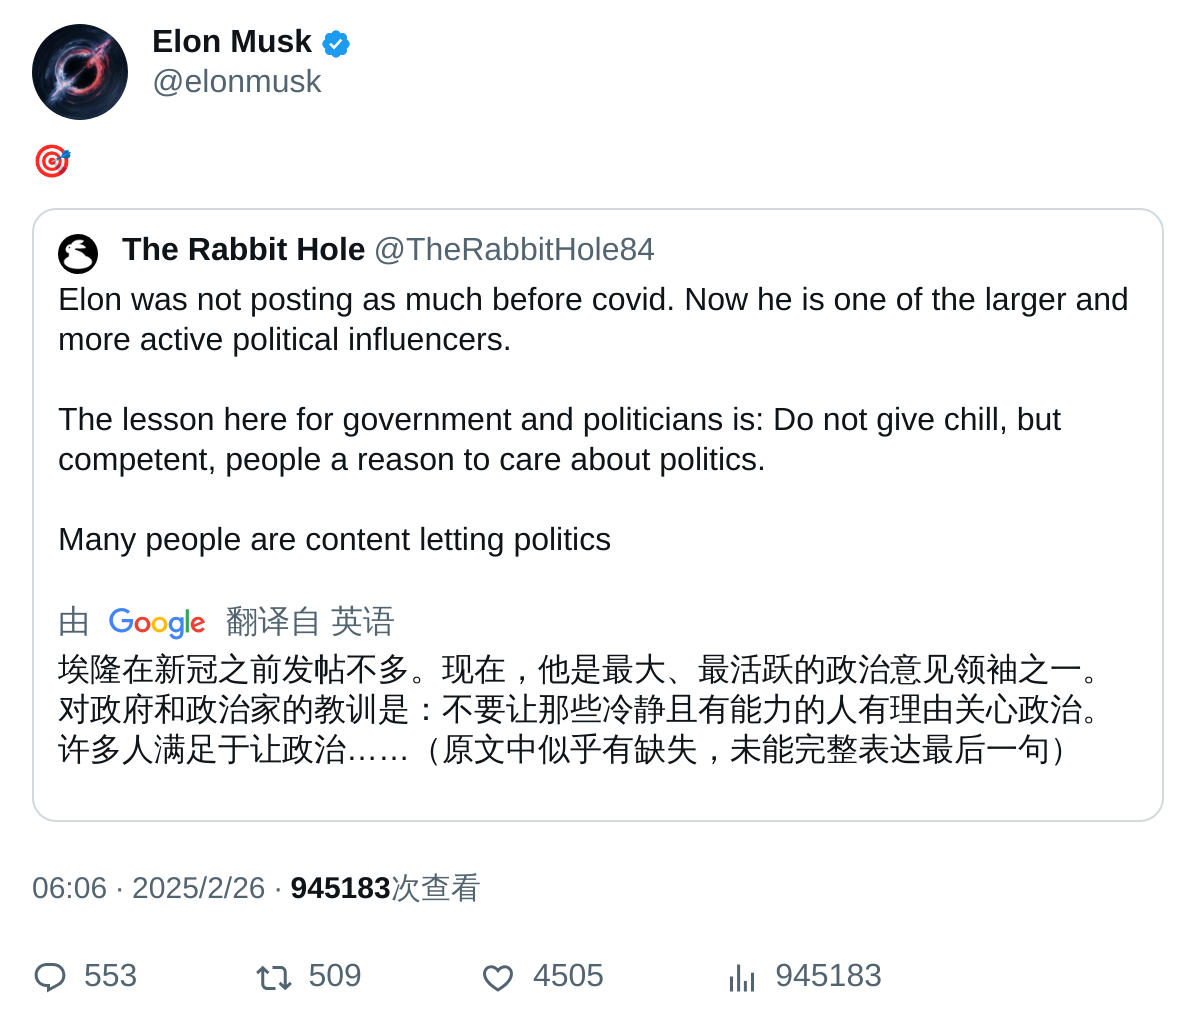 Elon Musk
@elonmusk
🎯
The Rabbit Hole @TheRabbitHole84
Elon was not posting as much before covid. Now he is one of the larger and
more active political influencers.
The lesson here for government and politicians is: Do not give chill, but
competent, people a reason to care about politics.
Many people are content letting politics
由 Google 翻译自 英语
埃隆在新冠之前发帖不多。现在，他是最大、最活跃的政治意见领袖之一。
对政府和政治家的教训是：不要让那些冷静且有能力的人有理由关心政治。
许多人满足于让政治……（原文中似乎有缺失，未能完整表达最后一句）
06:06 · 2025/2/26 · 945183次查看
553 509 4505 945183